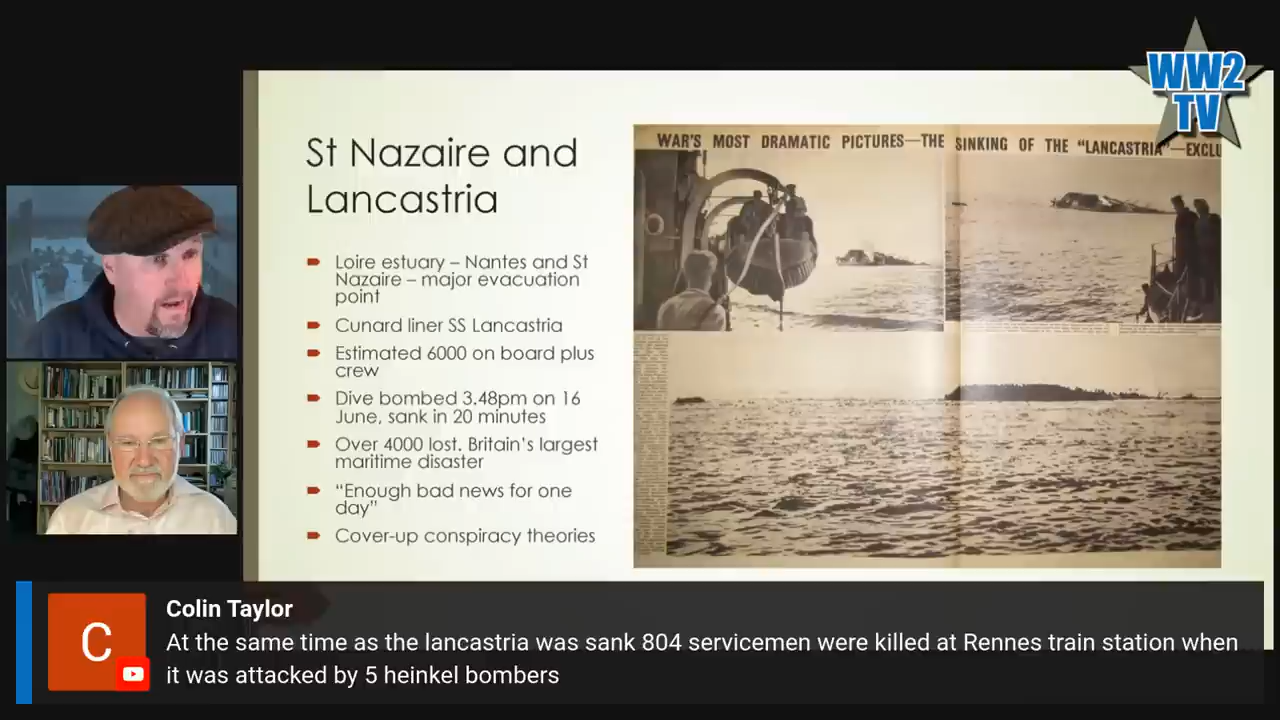 WW2
TV
St Nazaire and
Lancastria
Loire estuary – Nantes and St
Nazaire – major evacuation
point
Cunard liner SS Lancastria
Estimated 6000 on board plus
crew
Dive bombed 3.48pm on 16
June, sank in 20 minutes
Over 4000 lost. Britain's largest
maritime disaster
“Enough bad news for one
day”
Cover-up conspiracy theories
WAR'S MOST DRAMATIC PICTURES—THE SINKING OF THE "LANCASTRIA"—EXCLU
C
Colin Taylor
At the same time as the lancastria was sank 804 servicemen were killed at Rennes train station when
it was attacked by 5 heinkel bombers